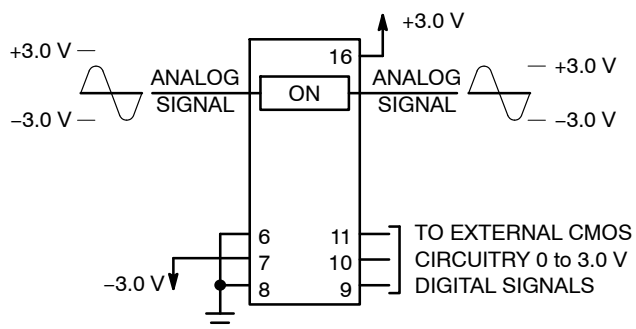 +3.0 V
16
+3.0 V
ANALOG
SIGNAL
ON
ANALOG
SIGNAL
+3.0 V
−3.0 V
−3.0 V
6
11
TO EXTERNAL CMOS
7
10
CIRCUITRY 0 to 3.0 V
−3.0 V
8
9
DIGITAL SIGNALS